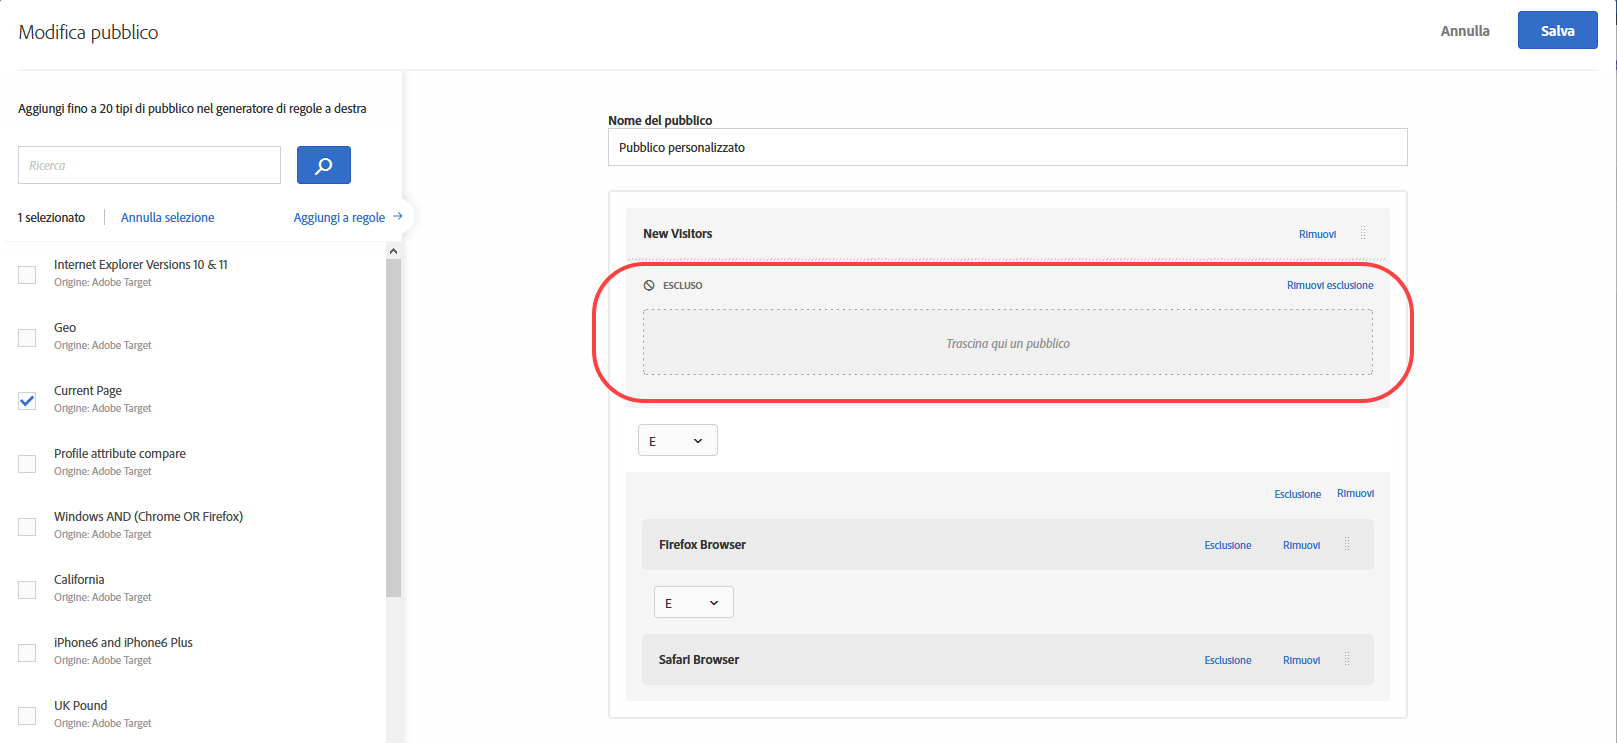 Modifica pubblico
Annulla
Salva
Aggiungi fino a 20 tipi di pubblico nel generatore di regole a destra
Ricerca
1 selezionato
Annulla selezione
Aggiungi a regole
Internet Explorer Versions 10 & 11
Origine: Adobe Target
Geo
Origine: Adobe Target
Current Page
Origine: Adobe Target
Profile attribute compare
Origine: Adobe Target
Windows AND (Chrome OR Firefox)
Origine: Adobe Target
California
Origine: Adobe Target
iPhone6 and iPhone6 Plus
Origine: Adobe Target
UK Pound
Origine: Adobe Target
Nome del pubblico
Pubblico personalizzato
New Visitors
Rimuovi
ESCLUSO
Rimuovi esclusione
Trascina qui un pubblico
E
Esclusione
Rimuovi
Firefox Browser
Esclusione
Rimuovi
E
Safari Browser
Esclusione
Rimuovi